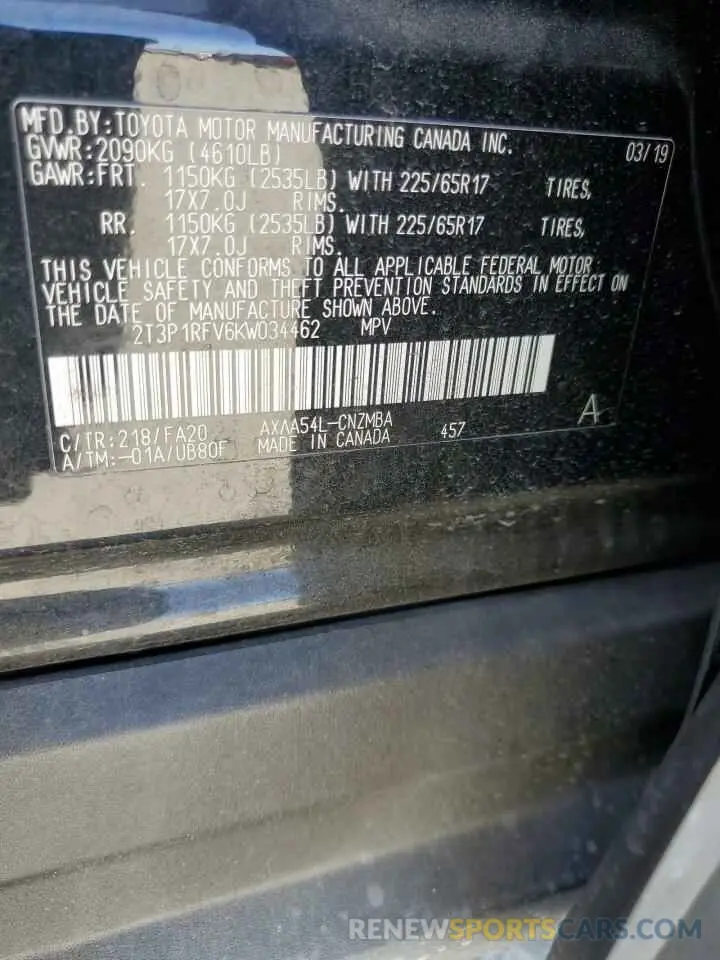 MFD.BY:TOYOTA MOTOR MANUFACTURING CANADA INC. 03/19
GVWR:2090KG (4610LB)
GAWR:FRT. 1150KG (2535LB) WITH 225/65R17 TIRES,
17X7.0J RIMS.
RR. 1150KG (2535LB) WITH 225/65R17 TIRES,
17X7.0J RIMS.
THIS VEHICLE CONFORMS TO ALL APPLICABLE FEDERAL MOTOR
VEHICLE SAFETY AND THEFT PREVENTION STANDARDS IN EFFECT ON
THE DATE OF MANUFACTURE SHOWN ABOVE.
2T3P1RFV6KW034462 MPV
C/TR:218/FA20 AXAA54L-CNZMBA 457 A
A/TM:-01A/UB80F MADE IN CANADA
RENEWSPORTSCARS.COM